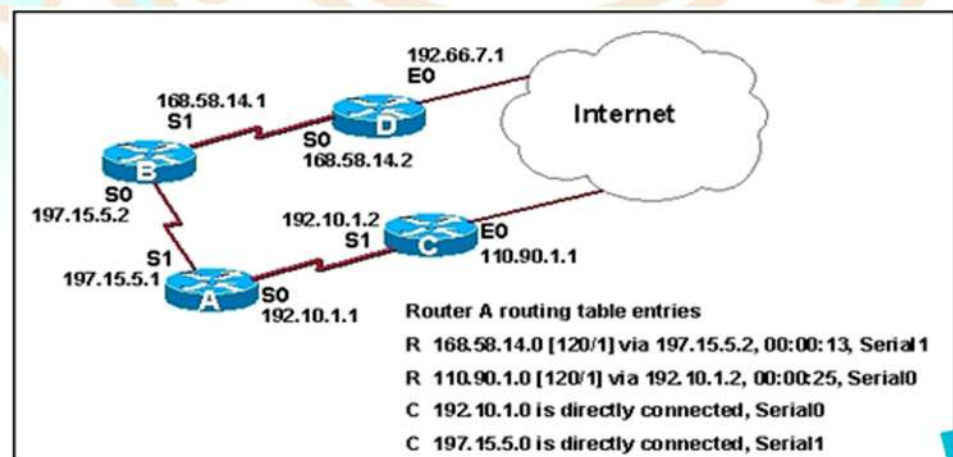 192.66.7.1
E0
168.58.14.1
S1
D
Internet
S0
168.58.14.2
B
S0
197.15.5.2
192.10.1.2
S1
C
E0
110.90.1.1
S1
197.15.5.1
A
S0
192.10.1.1
Router A routing table entries
R 168.58.14.0 [120/1] via 197.15.5.2, 00:00:13, Serial1
R 110.90.1.0 [120/1] via 192.10.1.2, 00:00:25, Serial0
C 192.10.1.0 is directly connected, Serial0
C 197.15.5.0 is directly connected, Serial1